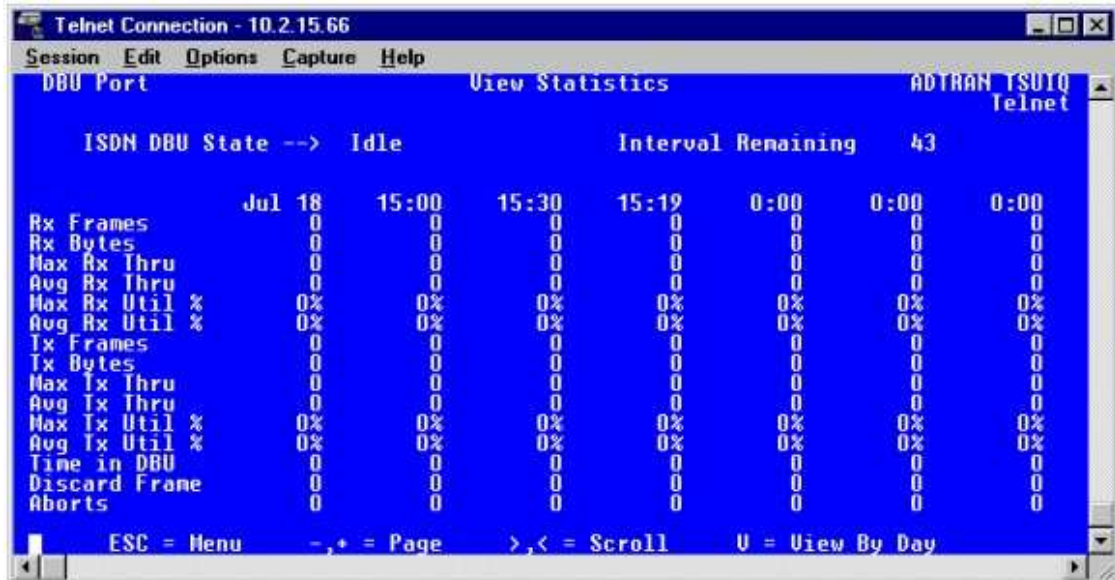 Telnet Connection - 10.2.15.66
Session Edit Options Capture Help
DBU Port View Statistics ADTRAN TSUIQ
Telnet
ISDN DBU State --> Idle Interval Remaining 43
Jul 18 15:00 15:30 15:19 0:00 0:00 0:00
Rx Frames 0 0 0 0 0 0 0
Rx Bytes 0 0 0 0 0 0 0
Max Rx Thru 0 0 0 0 0 0 0
Avg Rx Thru 0 0 0 0 0 0 0
Max Rx Util % 0% 0% 0% 0% 0% 0% 0%
Avg Rx Util % 0% 0% 0% 0% 0% 0% 0%
Tx Frames 0 0 0 0 0 0 0
Tx Bytes 0 0 0 0 0 0 0
Max Tx Thru 0 0 0 0 0 0 0
Avg Tx Thru 0 0 0 0 0 0 0
Max Tx Util % 0% 0% 0% 0% 0% 0% 0%
Avg Tx Util % 0% 0% 0% 0% 0% 0% 0%
Time in DBU 0 0 0 0 0 0 0
Discard Frame 0 0 0 0 0 0 0
Aborts 0 0 0 0 0 0 0
ESC = Menu -,+ = Page >,< = Scroll V = View By Day